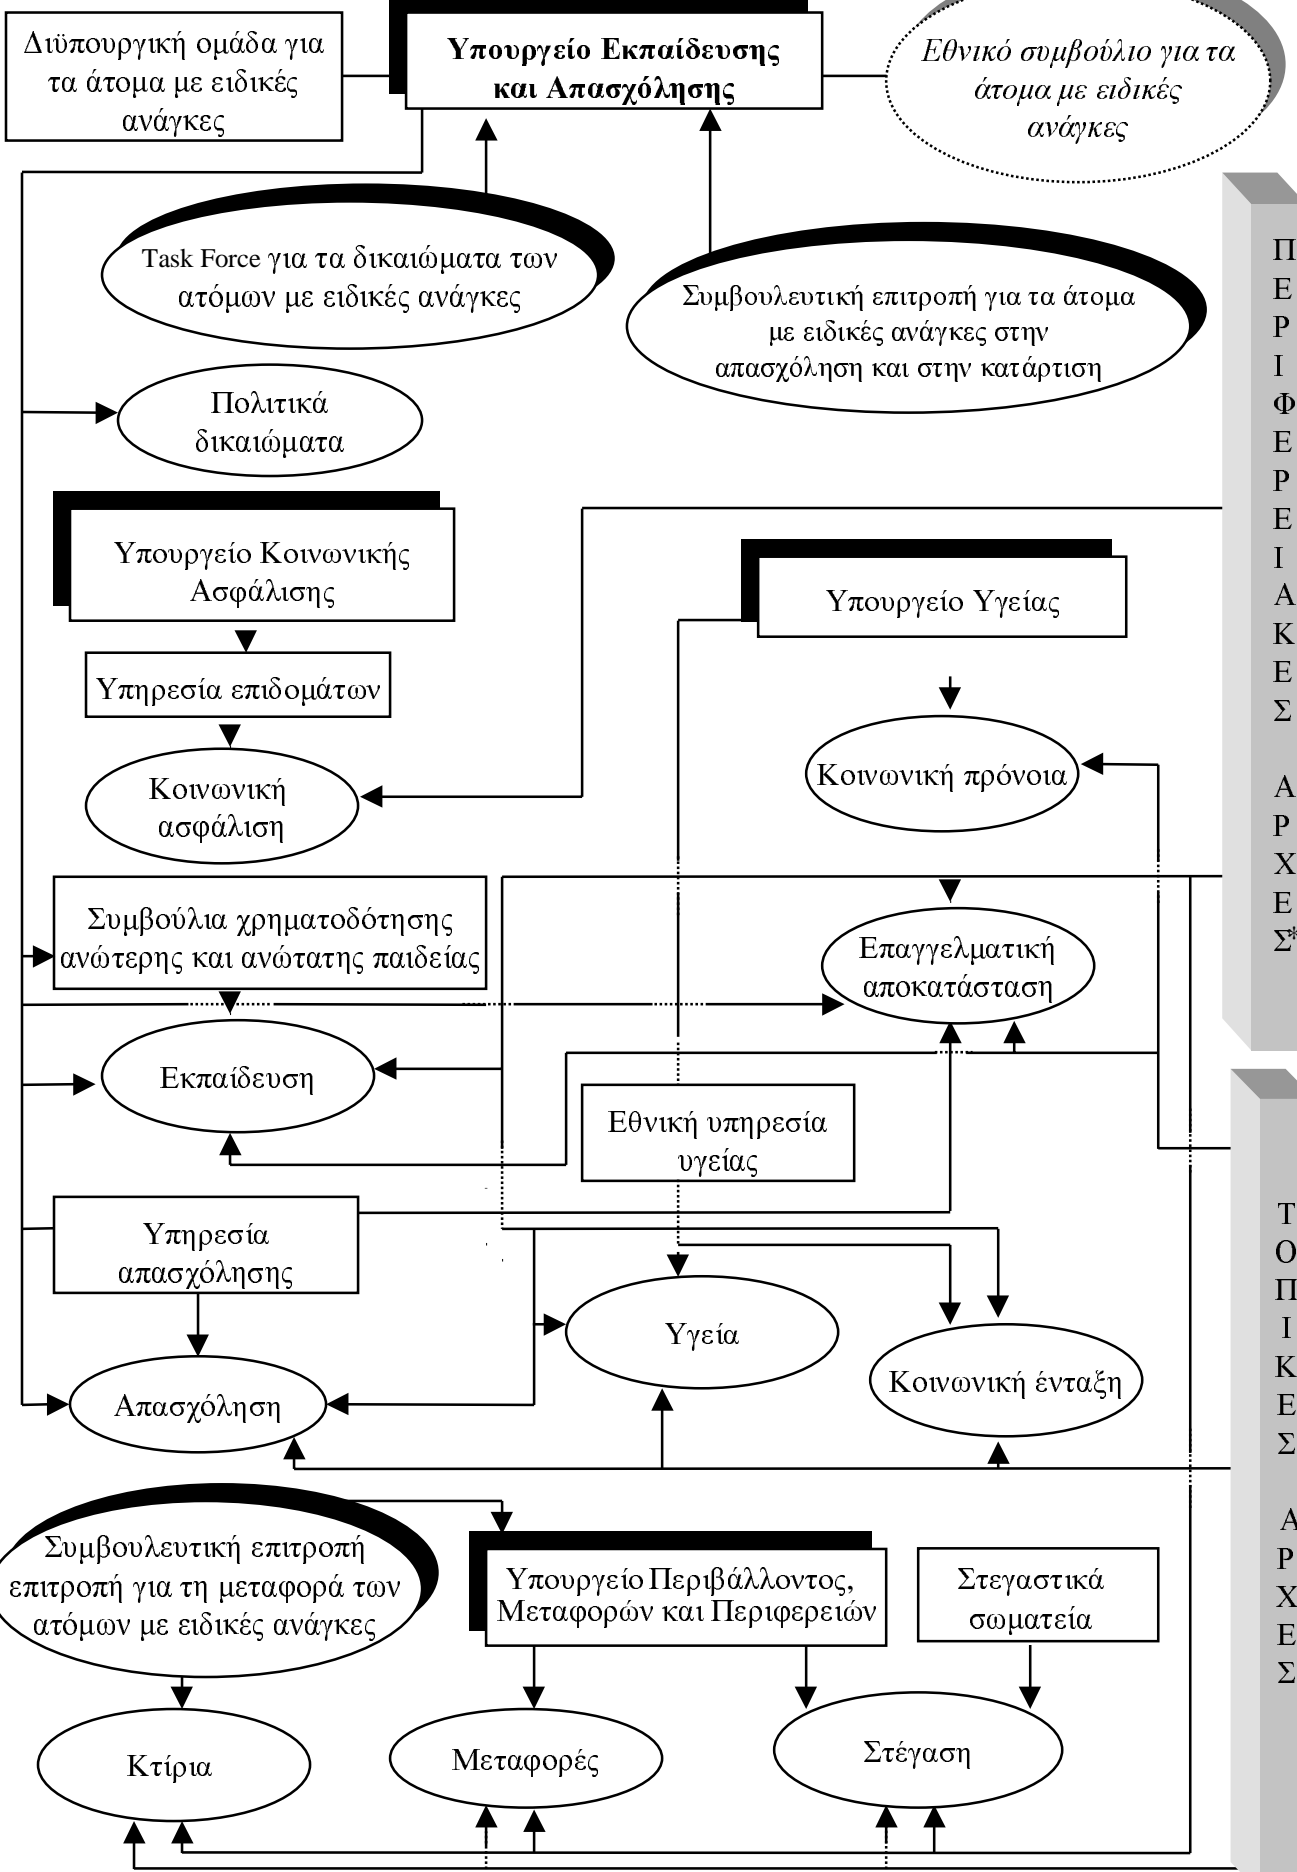 Διϋπουργική ομάδα για
τα άτομα με ειδικές
ανάγκες
Υπουργείο Εκπαίδευσης
και Απασχόλησης
Εθνικό συμβούλιο για τα
άτομα με ειδικές
ανάγκες
Task Force για τα δικαιώματα των
ατόμων με ειδικές ανάγκες
Συμβουλευτική επιτροπή για τα άτομα
με ειδικές ανάγκες στην
απασχόληση και στην κατάρτιση
Πολιτικά
δικαιώματα
Υπουργείο Κοινωνικής
Ασφάλισης
Υπουργείο Υγείας
Υπηρεσία επιδομάτων
Κοινωνική
ασφάλιση
Κοινωνική πρόνοια
Συμβούλια χρηματοδότησης
ανώτερης και ανώτατης παιδείας
Επαγγελματική
αποκατάσταση
Εκπαίδευση
Εθνική υπηρεσία
υγείας
Υπηρεσία
απασχόλησης
Υγεία
Κοινωνική ένταξη
Απασχόληση
Συμβουλευτική επιτροπή
επιτροπή για τη μεταφορά των
ατόμων με ειδικές ανάγκες
Υπουργείο Περιβάλλοντος,
Μεταφορών και Περιφερειών
Στεγαστικά
σωματεία
Κτίρια
Μεταφορές
Στέγαση
Π
Ε
Ρ
Ι
Φ
Ε
Ρ
Ε
Ι
Α
Κ
Ε
Σ
Α
Ρ
Χ
Ε
Σ*
Τ
Ο
Π
Ι
Κ
Ε
Σ
Α
Ρ
Χ
Ε
Σ